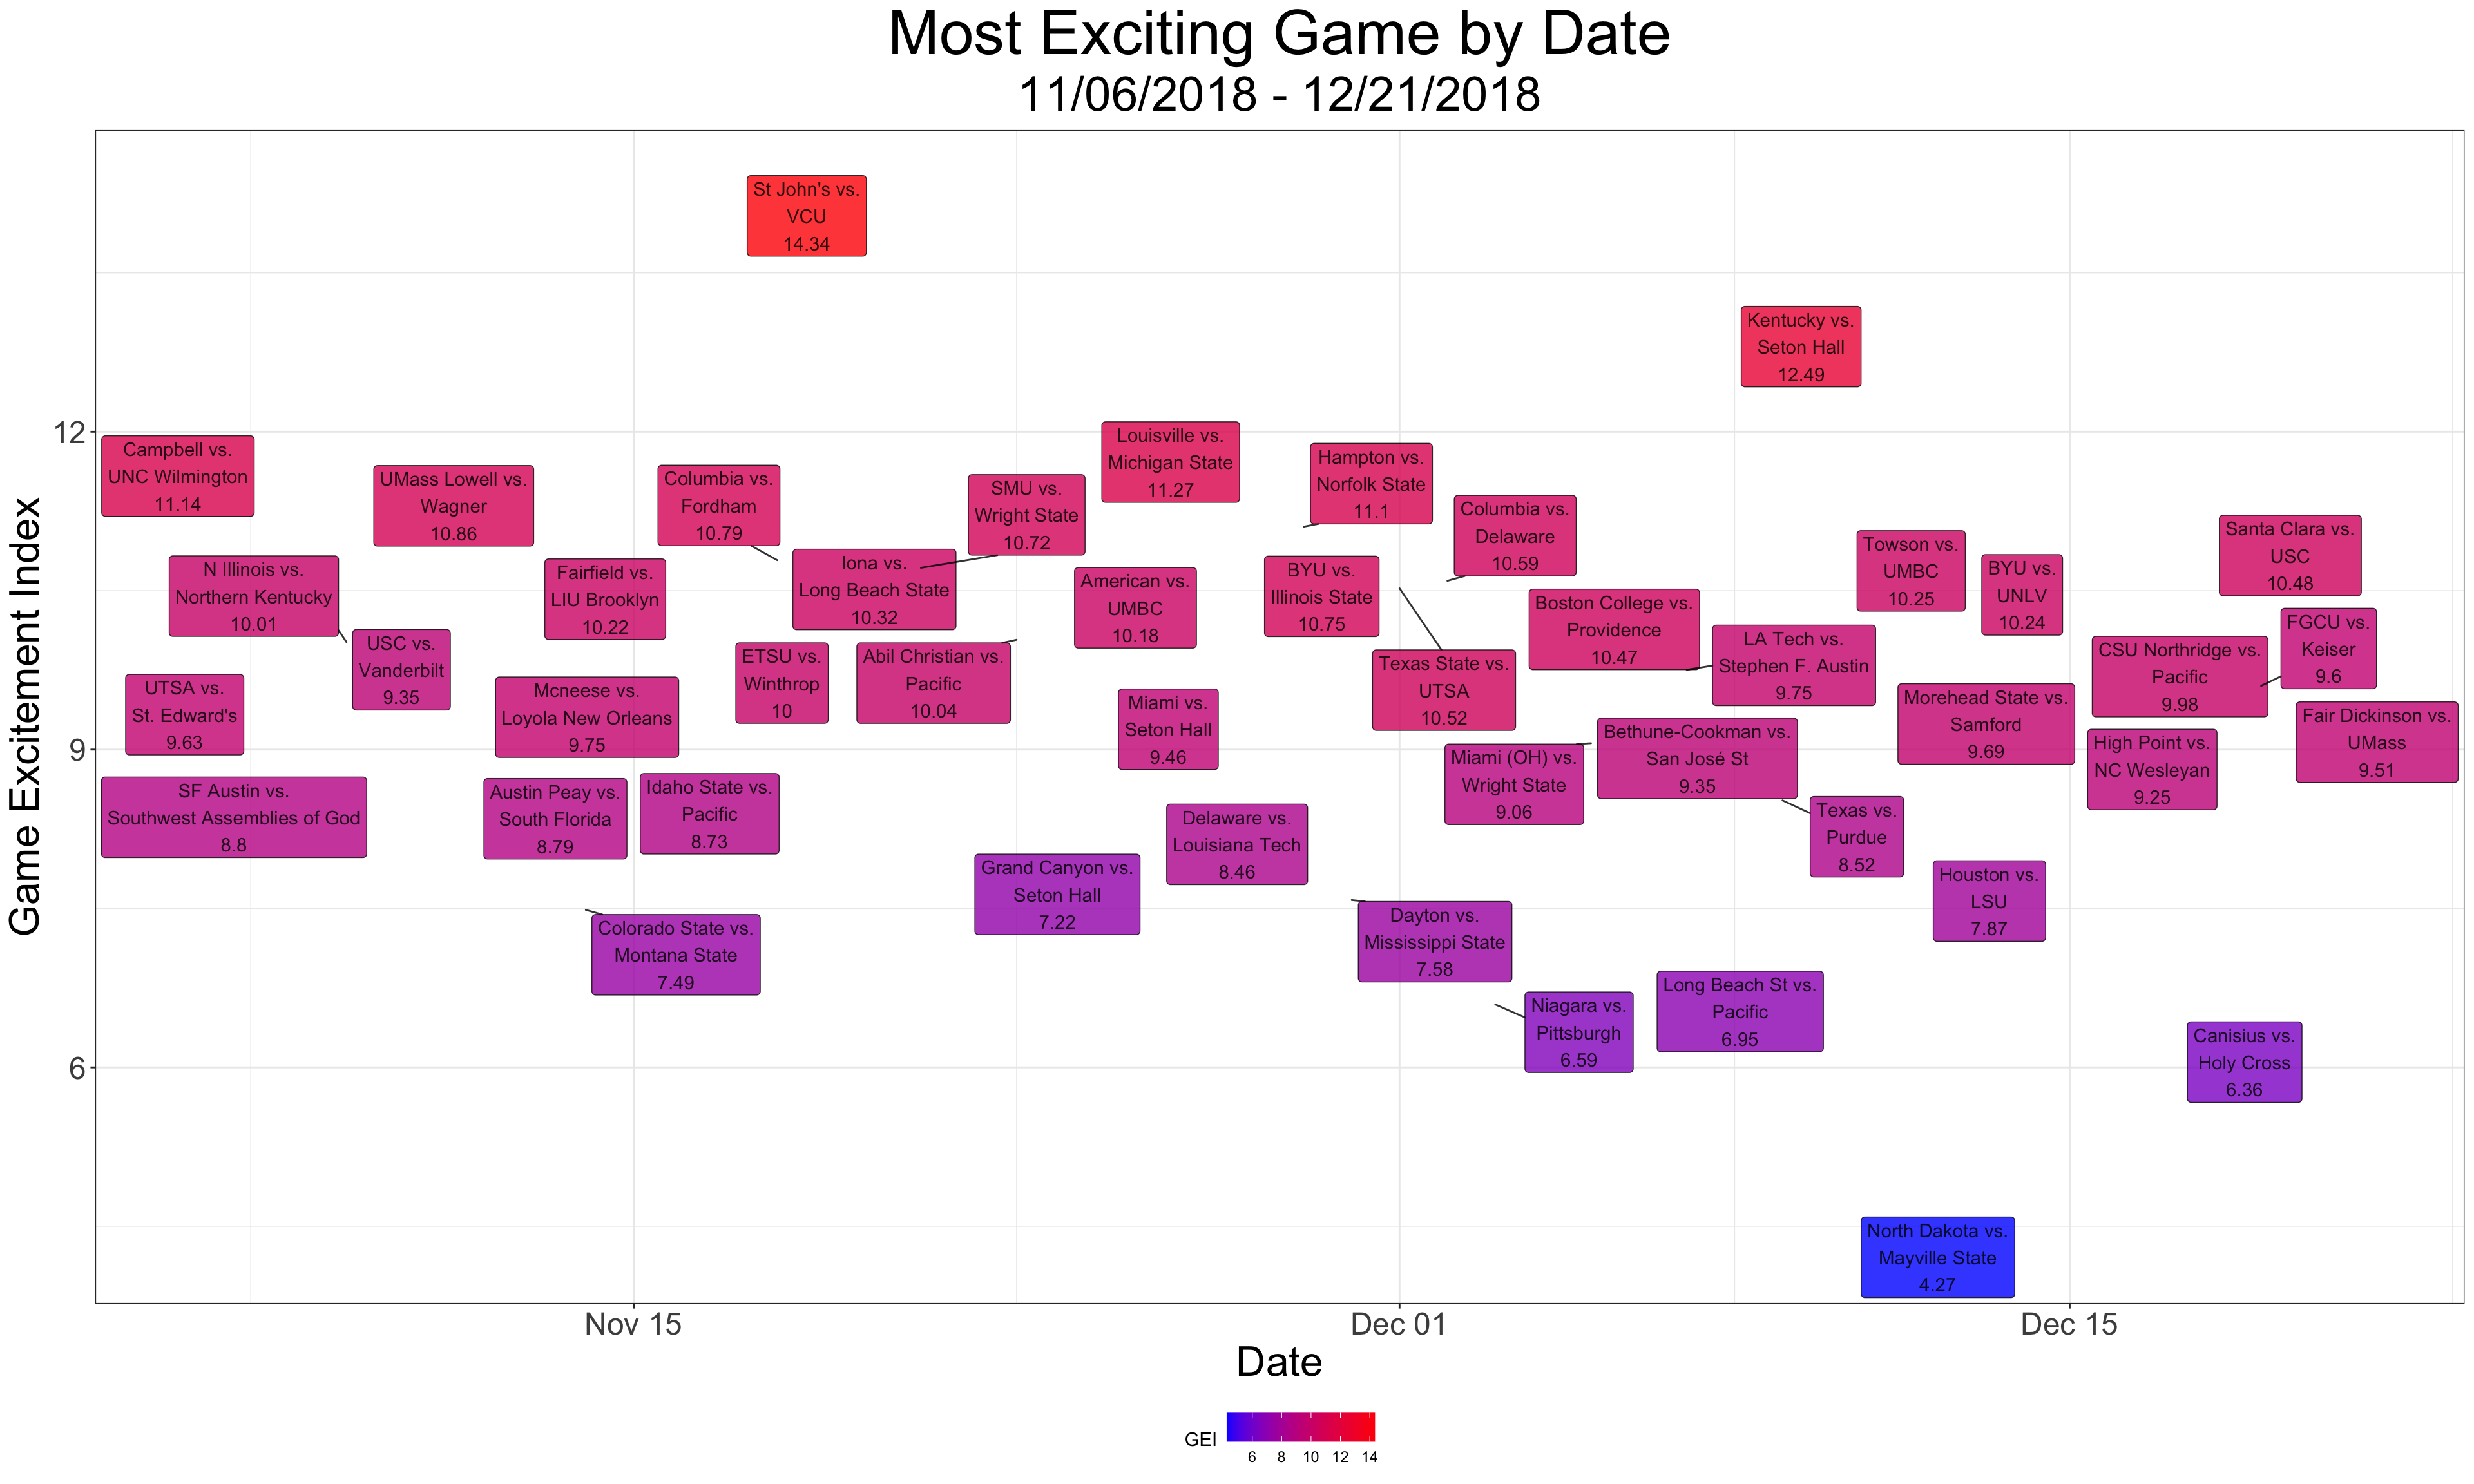 Most Exciting Game by Date
11/06/2018 - 12/21/2018
Game Excitement Index
12
9
6
St John's vs.
VCU
14.34
Kentucky vs.
Seton Hall
12.49
Campbell vs.
UNC Wilmington
11.14
UMass Lowell vs.
Wagner
10.86
Columbia vs.
Fordham
10.79
SMU vs.
Wright State
10.72
Louisville vs.
Michigan State
11.27
Hampton vs.
Norfolk State
11.1
Columbia vs.
Delaware
10.59
Towson vs.
UMBC
10.25
BYU vs.
UNLV
10.24
Santa Clara vs.
USC
10.48
N Illinois vs.
Northern Kentucky
10.01
Fairfield vs.
LIU Brooklyn
10.22
Iona vs.
Long Beach State
10.32
American vs.
UMBC
10.18
BYU vs.
Illinois State
10.75
Boston College vs.
Providence
10.47
LA Tech vs.
Stephen F. Austin
9.75
FGCU vs.
Keiser
9.6
USC vs.
Vanderbilt
9.35
ETSU vs.
Winthrop
10
Abil Christian vs.
Pacific
10.04
Texas State vs.
UTSA
10.52
CSU Northridge vs.
Pacific
9.98
UTSA vs.
St. Edward's
9.63
Mcneese vs.
Loyola New Orleans
9.75
Miami vs.
Seton Hall
9.46
Morehead State vs.
Samford
9.69
Fair Dickinson vs.
UMass
9.51
Miami (OH) vs.
Wright State
9.06
Bethune-Cookman vs.
San José St
9.35
High Point vs.
NC Wesleyan
9.25
SF Austin vs.
Southwest Assemblies of God
8.8
Austin Peay vs.
South Florida
8.79
Idaho State vs.
Pacific
8.73
Delaware vs.
Louisiana Tech
8.46
Texas vs.
Purdue
8.52
Grand Canyon vs.
Seton Hall
7.22
Houston vs.
LSU
7.87
Colorado State vs.
Montana State
7.49
Dayton vs.
Mississippi State
7.58
Niagara vs.
Pittsburgh
6.59
Long Beach St vs.
Pacific
6.95
Canisius vs.
Holy Cross
6.36
North Dakota vs.
Mayville State
4.27
Nov 15
Dec 01
Dec 15
Date
GEI
6 8 10 12 14